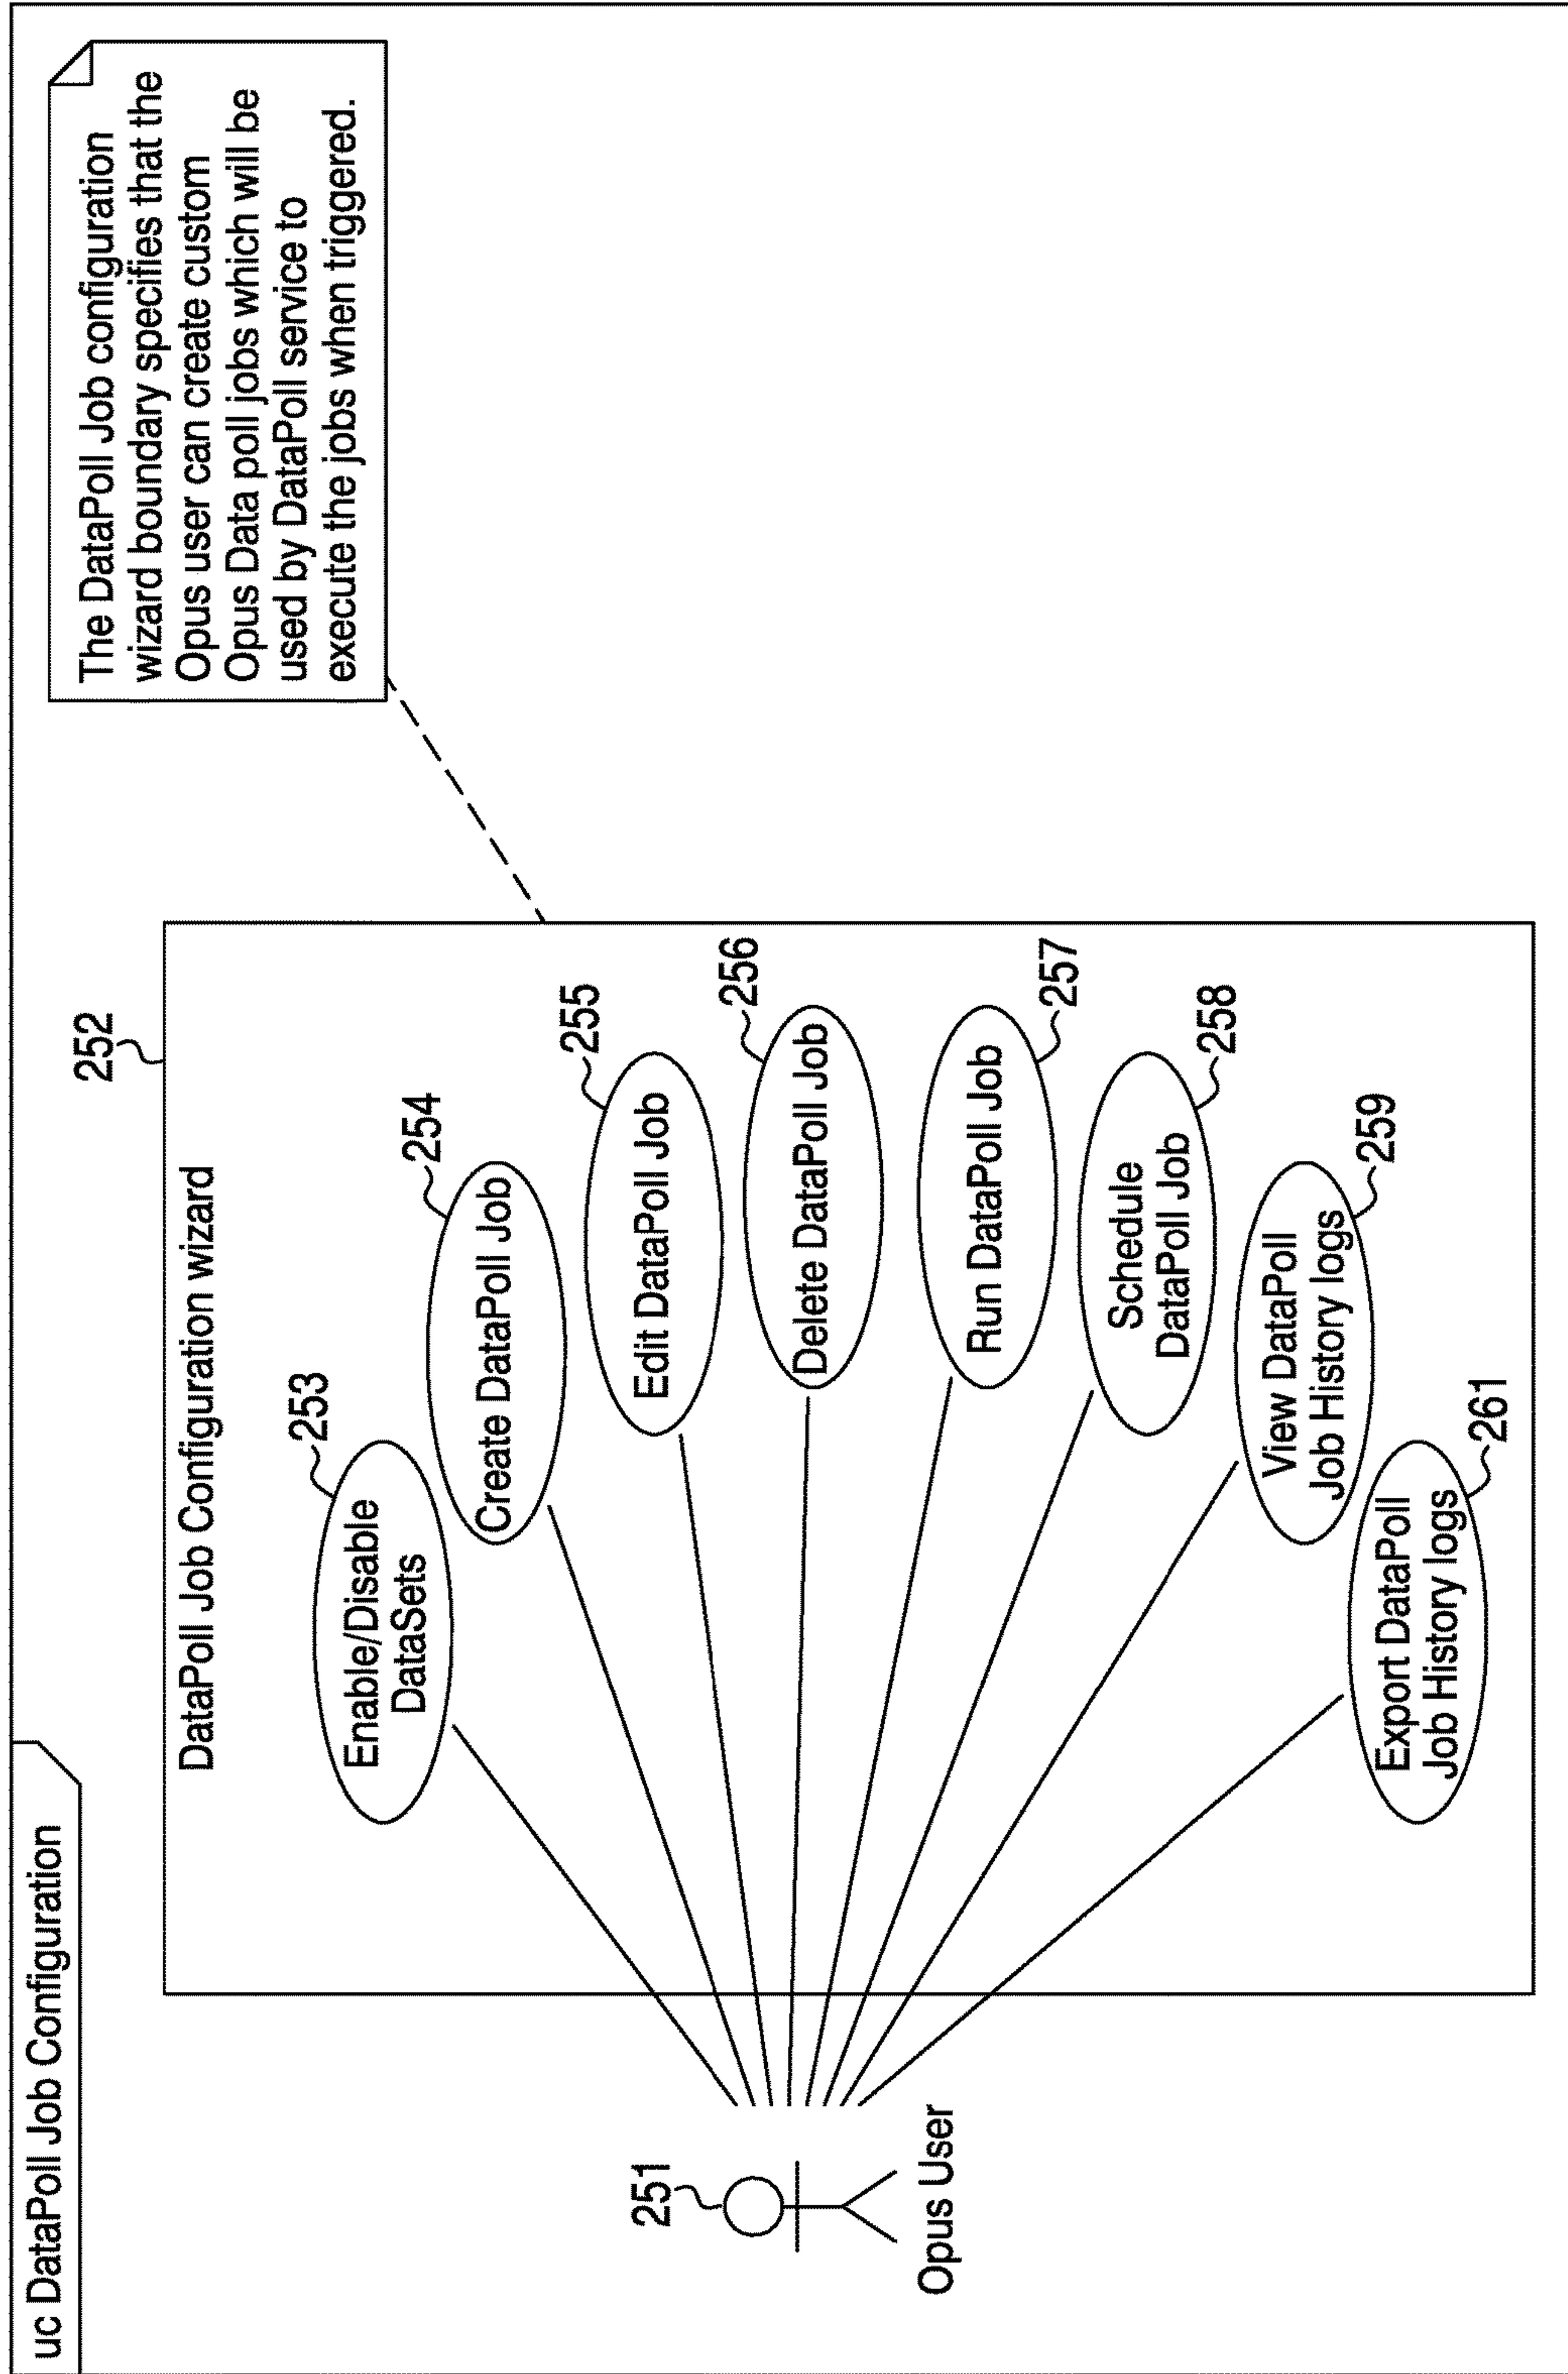 uc DataPoll Job Configuration
The DataPoll Job configuration
wizard boundary specifies that the
Opus user can create custom
Opus Data poll jobs which will be
used by DataPoll service to
execute the jobs when triggered.
252
DataPoll Job Configuration wizard
253
Enable/Disable
DataSets
254
Create DataPoll Job
255
Edit DataPoll Job
256
Delete DataPoll Job
257
Run DataPoll Job
258
Schedule
DataPoll Job
259
View DataPoll
Job History logs
261
Export DataPoll
Job History logs
251
Opus User